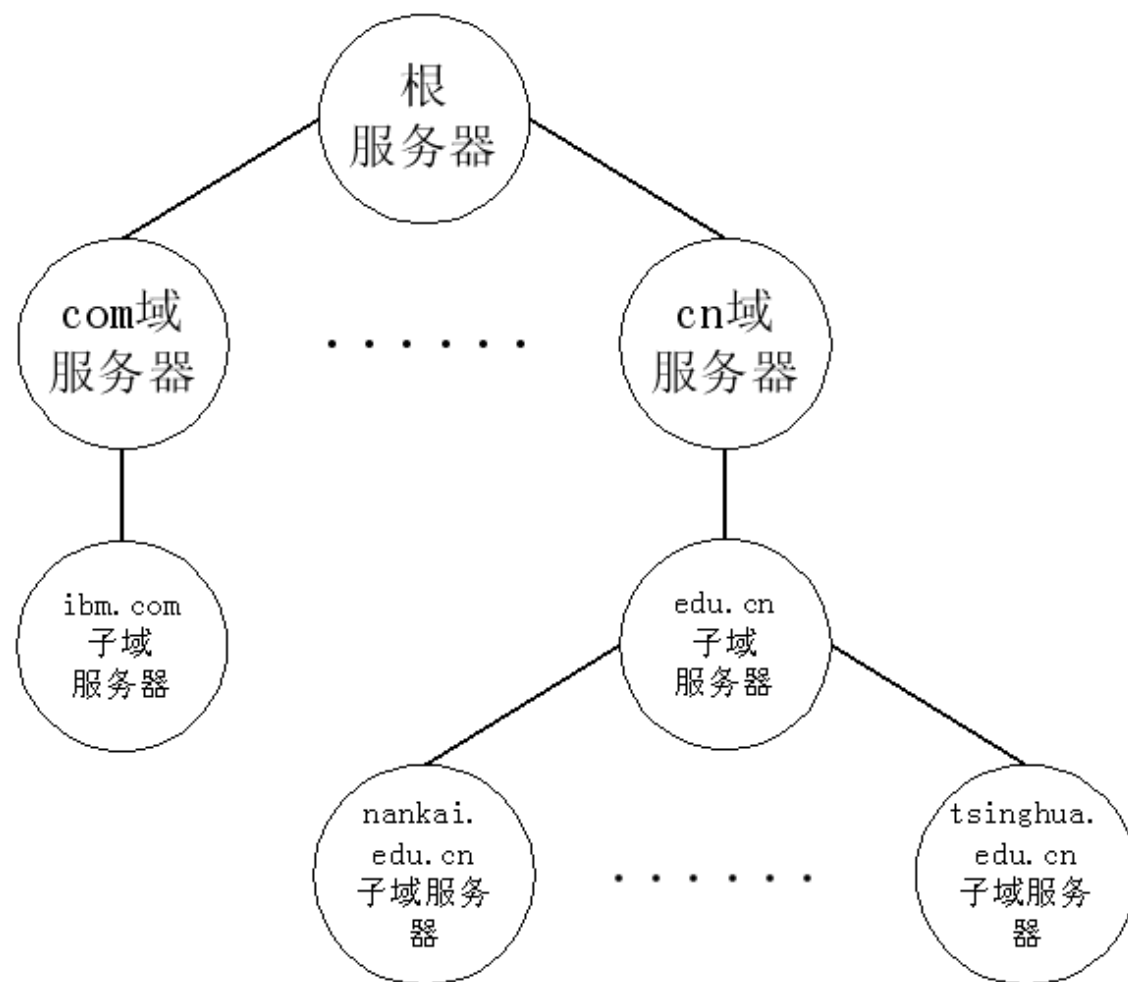 根
服务器
com域
服务器
cn域
服务器
ibm.com
子域
服务器
edu.cn
子域
服务器
nankai.
edu.cn
子域服务
器
tsinghua.
edu.cn
子域服务
器